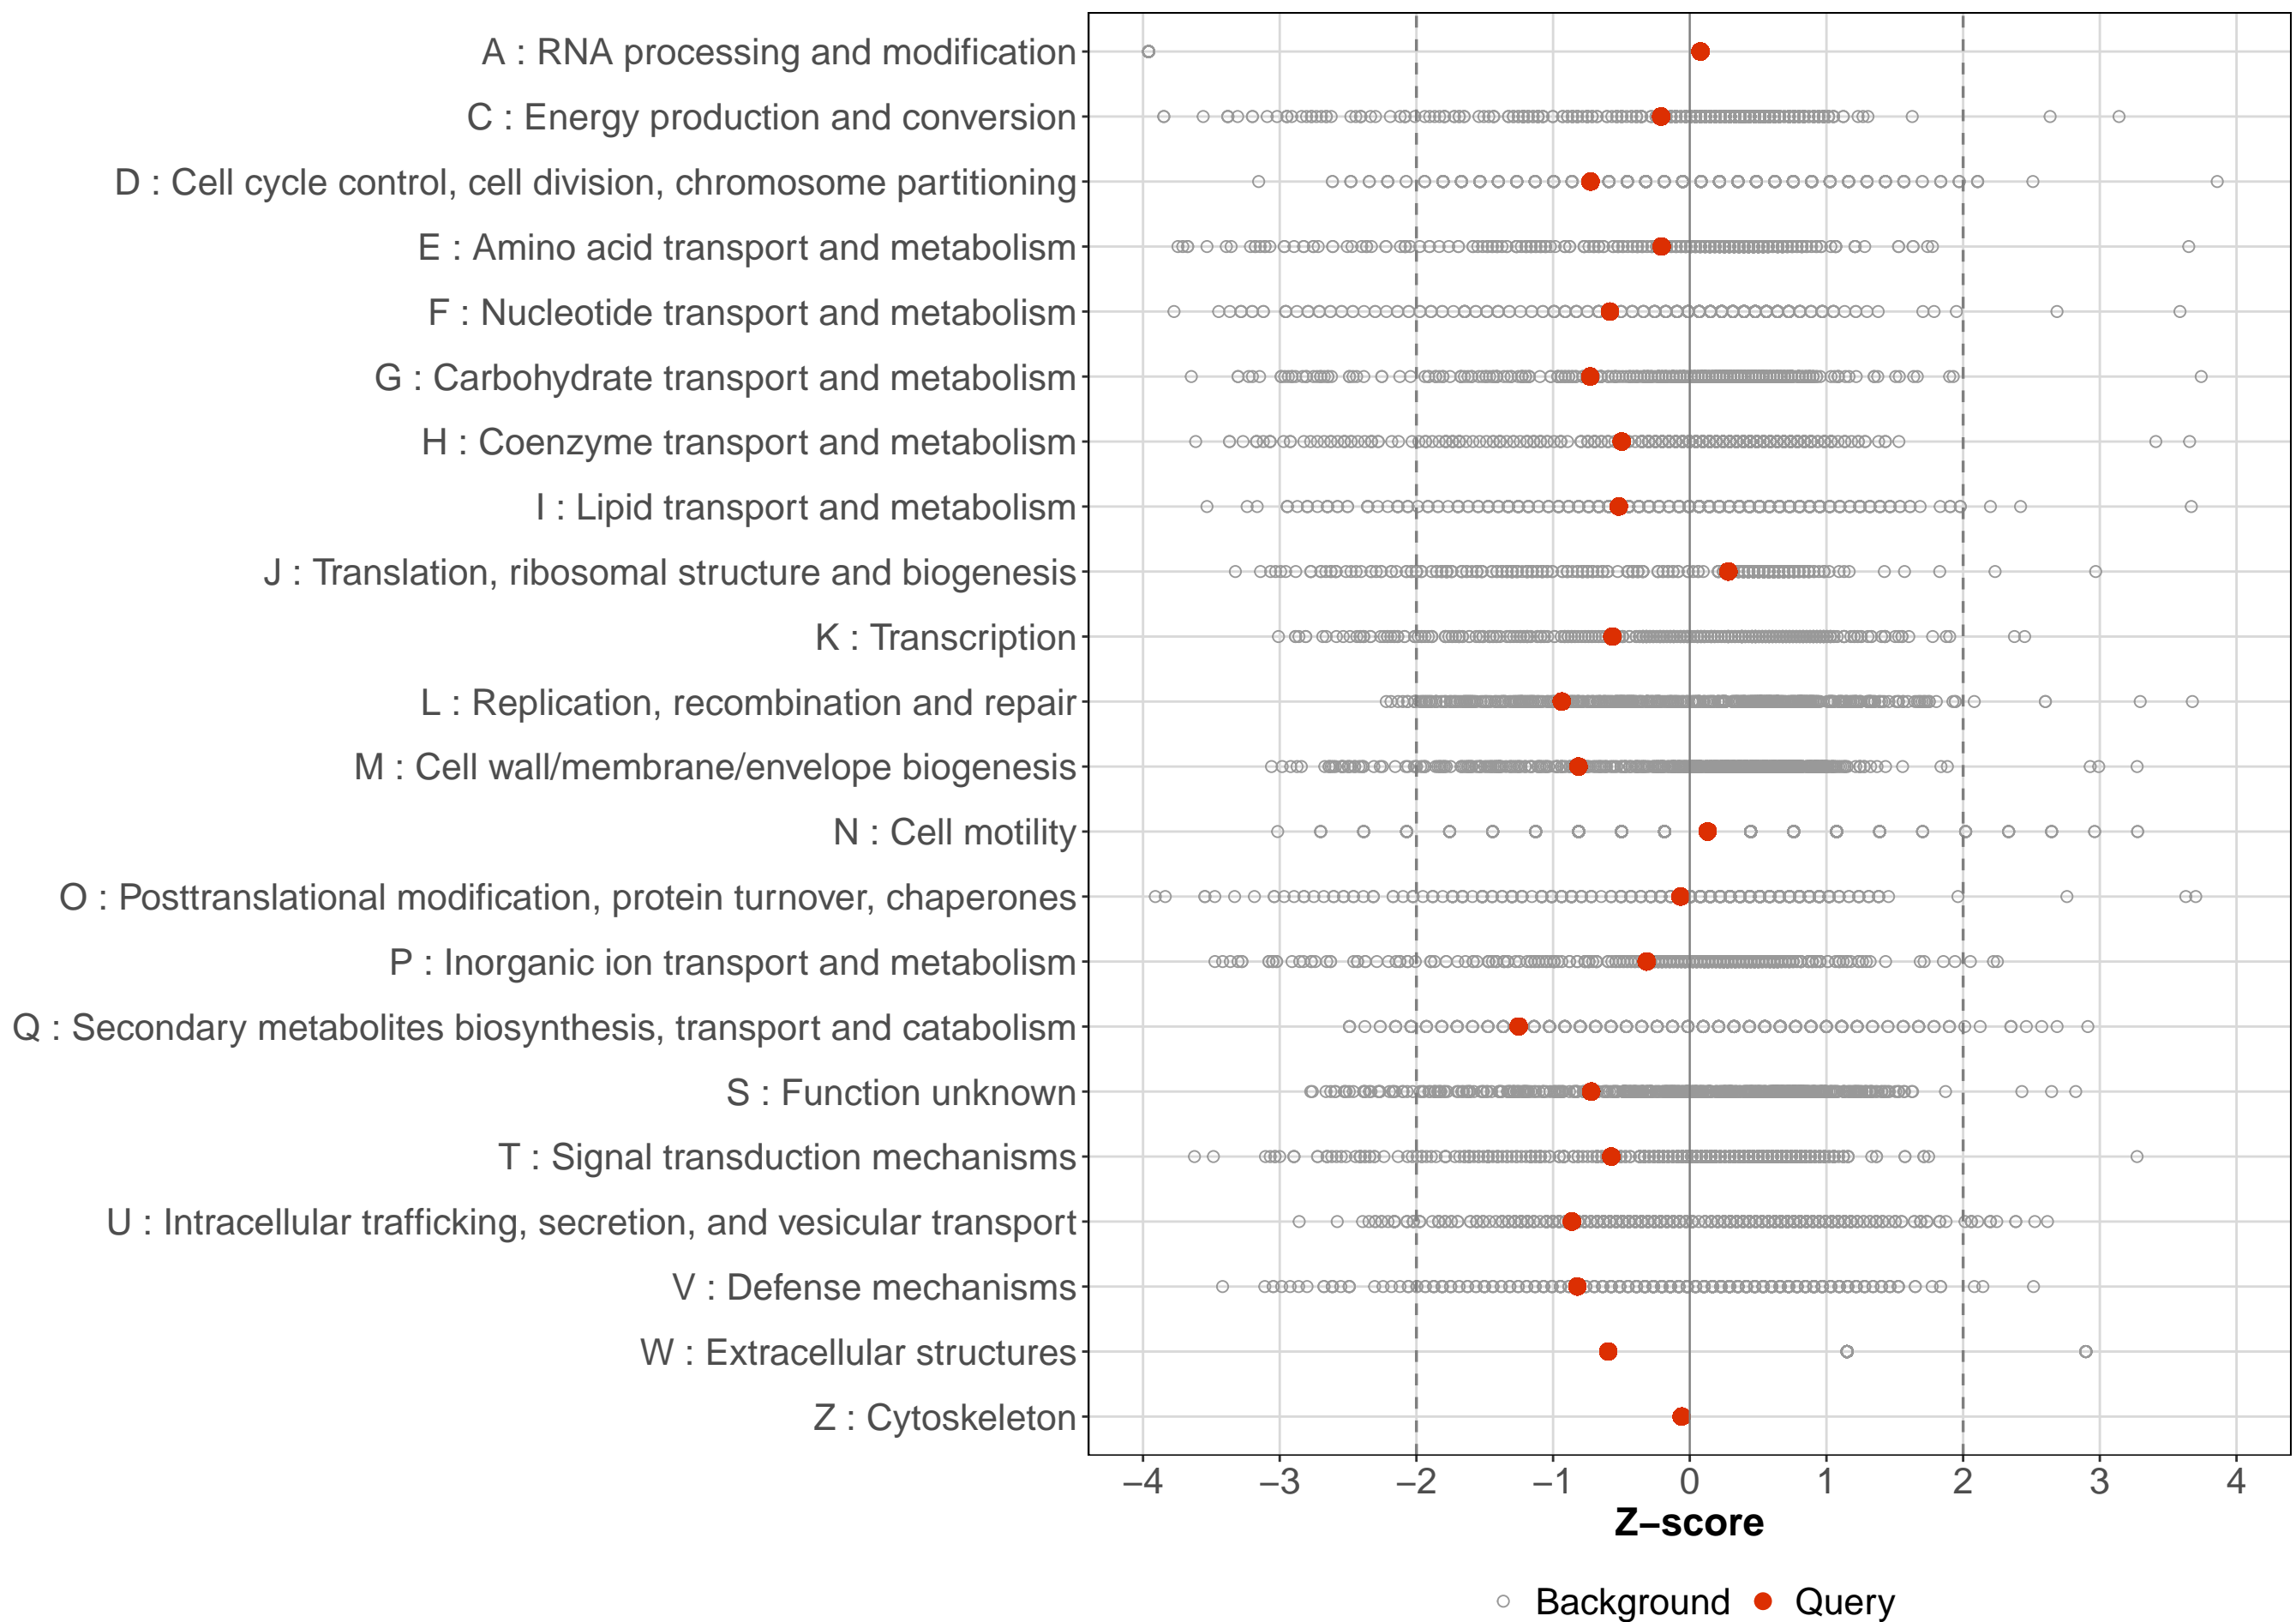 A : RNA processing and modification
C : Energy production and conversion
D : Cell cycle control, cell division, chromosome partitioning
E : Amino acid transport and metabolism
F : Nucleotide transport and metabolism
G : Carbohydrate transport and metabolism
H : Coenzyme transport and metabolism
I : Lipid transport and metabolism
J : Translation, ribosomal structure and biogenesis
K : Transcription
L : Replication, recombination and repair
M : Cell wall/membrane/envelope biogenesis
N : Cell motility
O : Posttranslational modification, protein turnover, chaperones
P : Inorganic ion transport and metabolism
Q : Secondary metabolites biosynthesis, transport and catabolism
S : Function unknown
T : Signal transduction mechanisms
U : Intracellular trafficking, secretion, and vesicular transport
V : Defense mechanisms
W : Extracellular structures
Z : Cytoskeleton
−4 −3 −2 −1 0 1 2 3 4
Z−score
Background Query